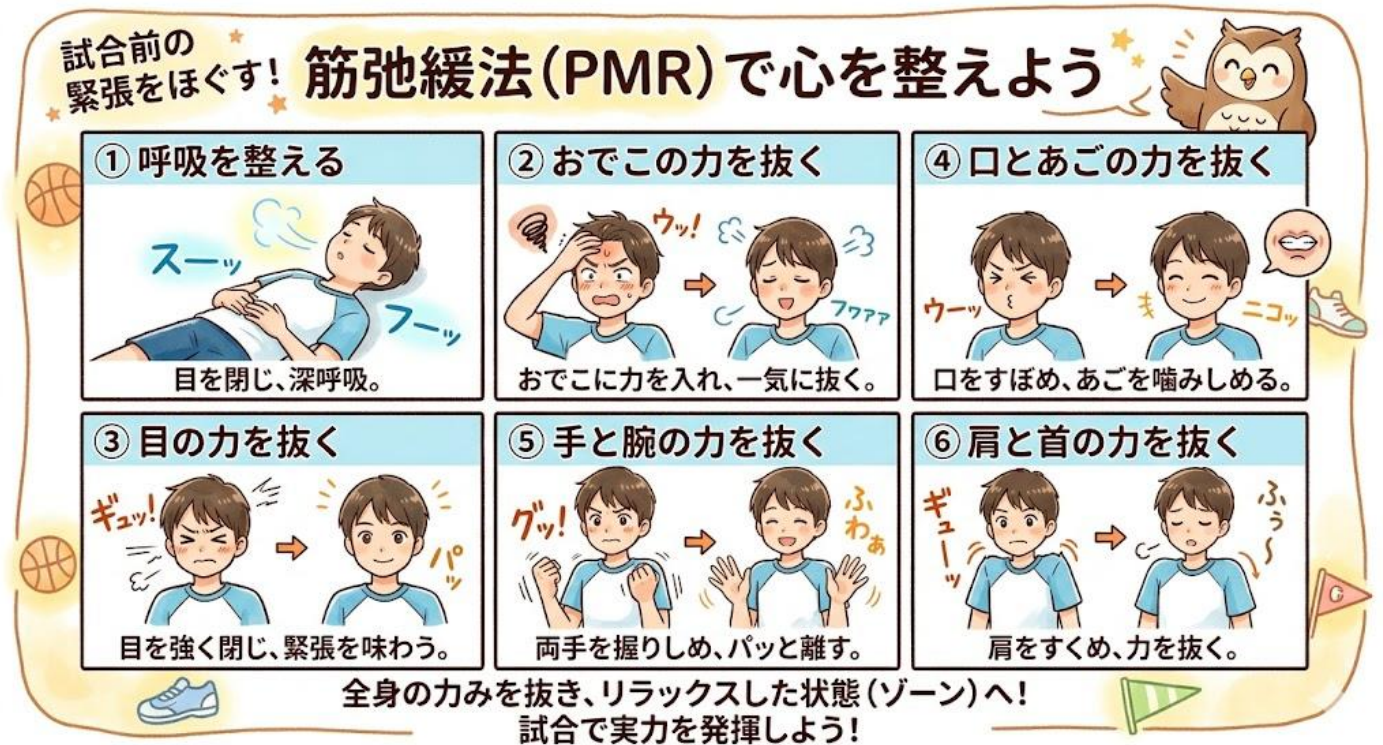 試合前の
緊張をほぐす!
筋弛緩法(PMR)で心を整えよう
① 呼吸を整える
スーッ
フーッ
目を閉じ、深呼吸。
② おでこの力を抜く
ウッ!
フワァァ
おでこに力を入れ、一気に抜く。
④ 口とあごの力を抜く
ウーッ
ニコッ
口をすぼめ、あごを噛みしめる。
③ 目の力を抜く
ギュッ!
パッ
目を強く閉じ、緊張を味わう。
⑤ 手と腕の力を抜く
グッ!
ふわぁ
両手を握りしめ、パッと離す。
⑥ 肩と首の力を抜く
ギューッ
ふぅ~
肩をすくめ、力を抜く。
全身の力みを抜き、リラックスした状態(ゾーン)へ!
試合で実力を発揮しよう!